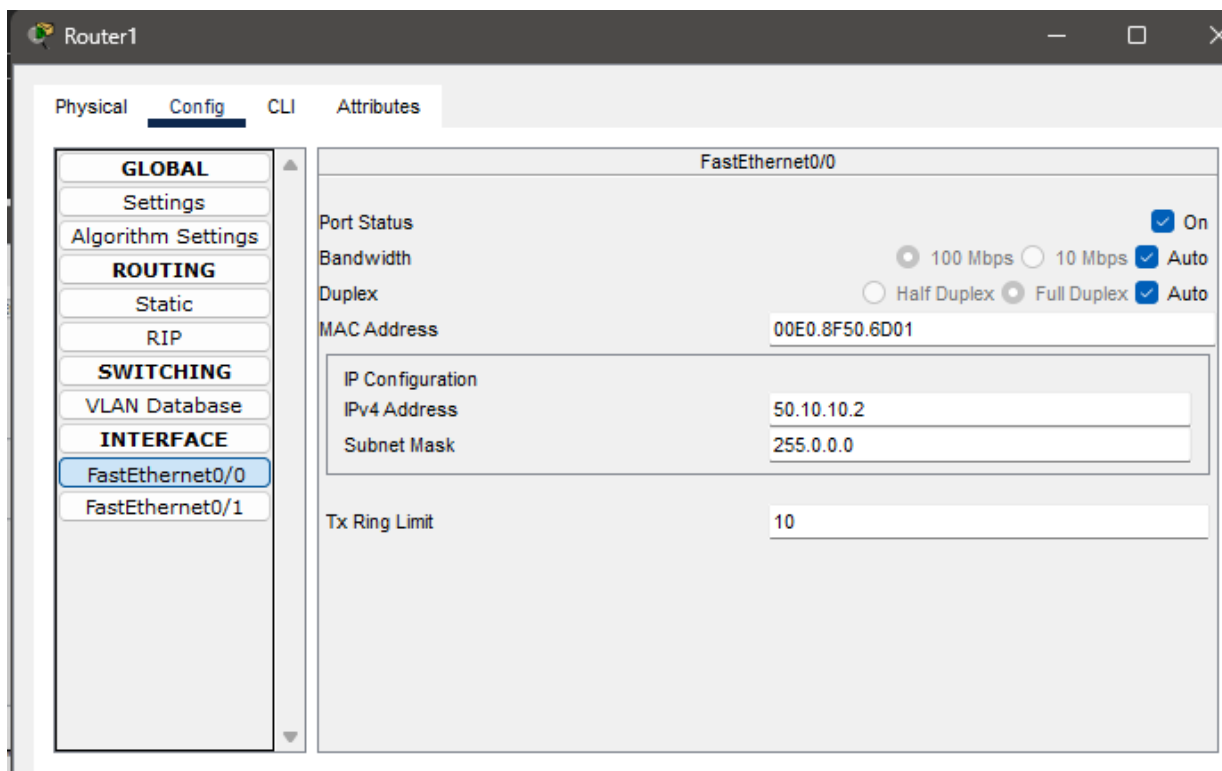 Router1
Physical Config CLI Attributes
GLOBAL
Settings
Algorithm Settings
ROUTING
Static
RIP
SWITCHING
VLAN Database
INTERFACE
FastEthernet0/0
FastEthernet0/1
FastEthernet0/0
Port Status On
Bandwidth 100 Mbps 10 Mbps Auto
Duplex Half Duplex Full Duplex Auto
MAC Address 00E0.8F50.6D01
IP Configuration
IPv4 Address 50.10.10.2
Subnet Mask 255.0.0.0
Tx Ring Limit 10